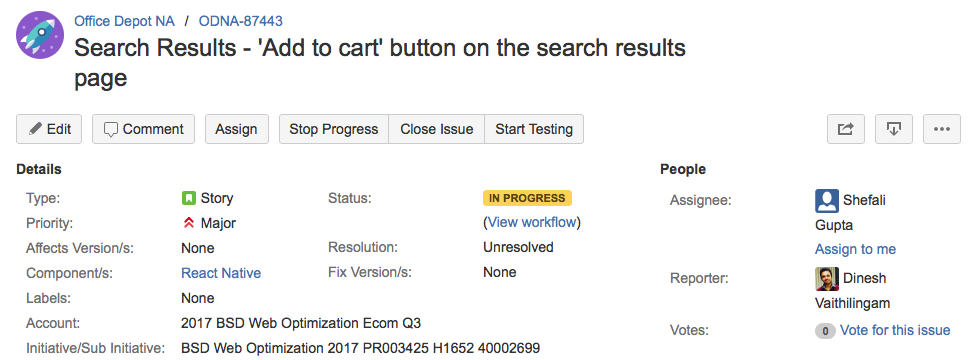 Office Depot NA / ODNA-87443
Search Results - 'Add to cart' button on the search results
page
Edit Comment Assign Stop Progress Close Issue Start Testing
Details
Type: Story
Priority: Major
Affects Version/s: None
Component/s: React Native
Labels: None
Account: 2017 BSD Web Optimization Ecom Q3
Initiative/Sub Initiative: BSD Web Optimization 2017 PR003425 H1652 40002699
Status: IN PROGRESS
(View workflow)
Resolution: Unresolved
Fix Version/s: None
People
Assignee: Shefali
Gupta
Assign to me
Reporter: Dinesh
Vaithilingam
Votes: 0 Vote for this issue